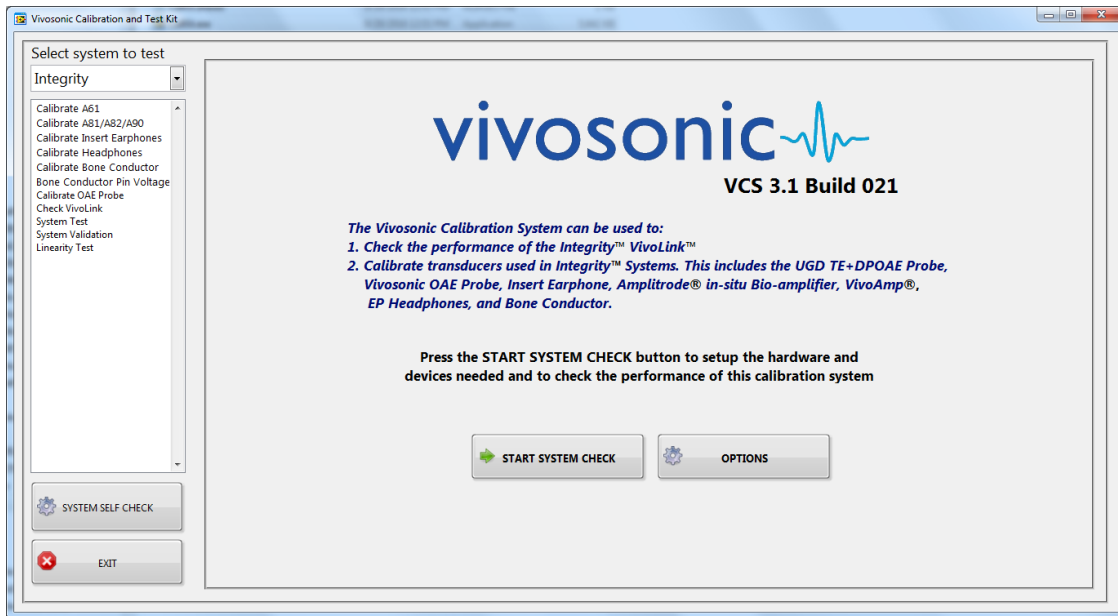 Vivosonic Calibration and Test Kit
Select system to test
Integrity
Calibrate A61
Calibrate A81/A82/A90
Calibrate Insert Earphones
Calibrate Headphones
Calibrate Bone Conductor
Bone Conductor Pin Voltage
Calibrate OAE Probe
Check VivoLink
System Test
System Validation
Linearity Test
SYSTEM SELF CHECK
EXIT
vivosonic
VCS 3.1 Build 021
The Vivosonic Calibration System can be used to:
1. Check the performance of the Integrity™ VivoLink™
2. Calibrate transducers used in Integrity™ Systems. This includes the UGD TE+DPOAE Probe,
Vivosonic OAE Probe, Insert Earphone, Amplitrode® in-situ Bio-amplifier, VivoAmp®,
EP Headphones, and Bone Conductor.
Press the START SYSTEM CHECK button to setup the hardware and
devices needed and to check the performance of this calibration system
START SYSTEM CHECK
OPTIONS